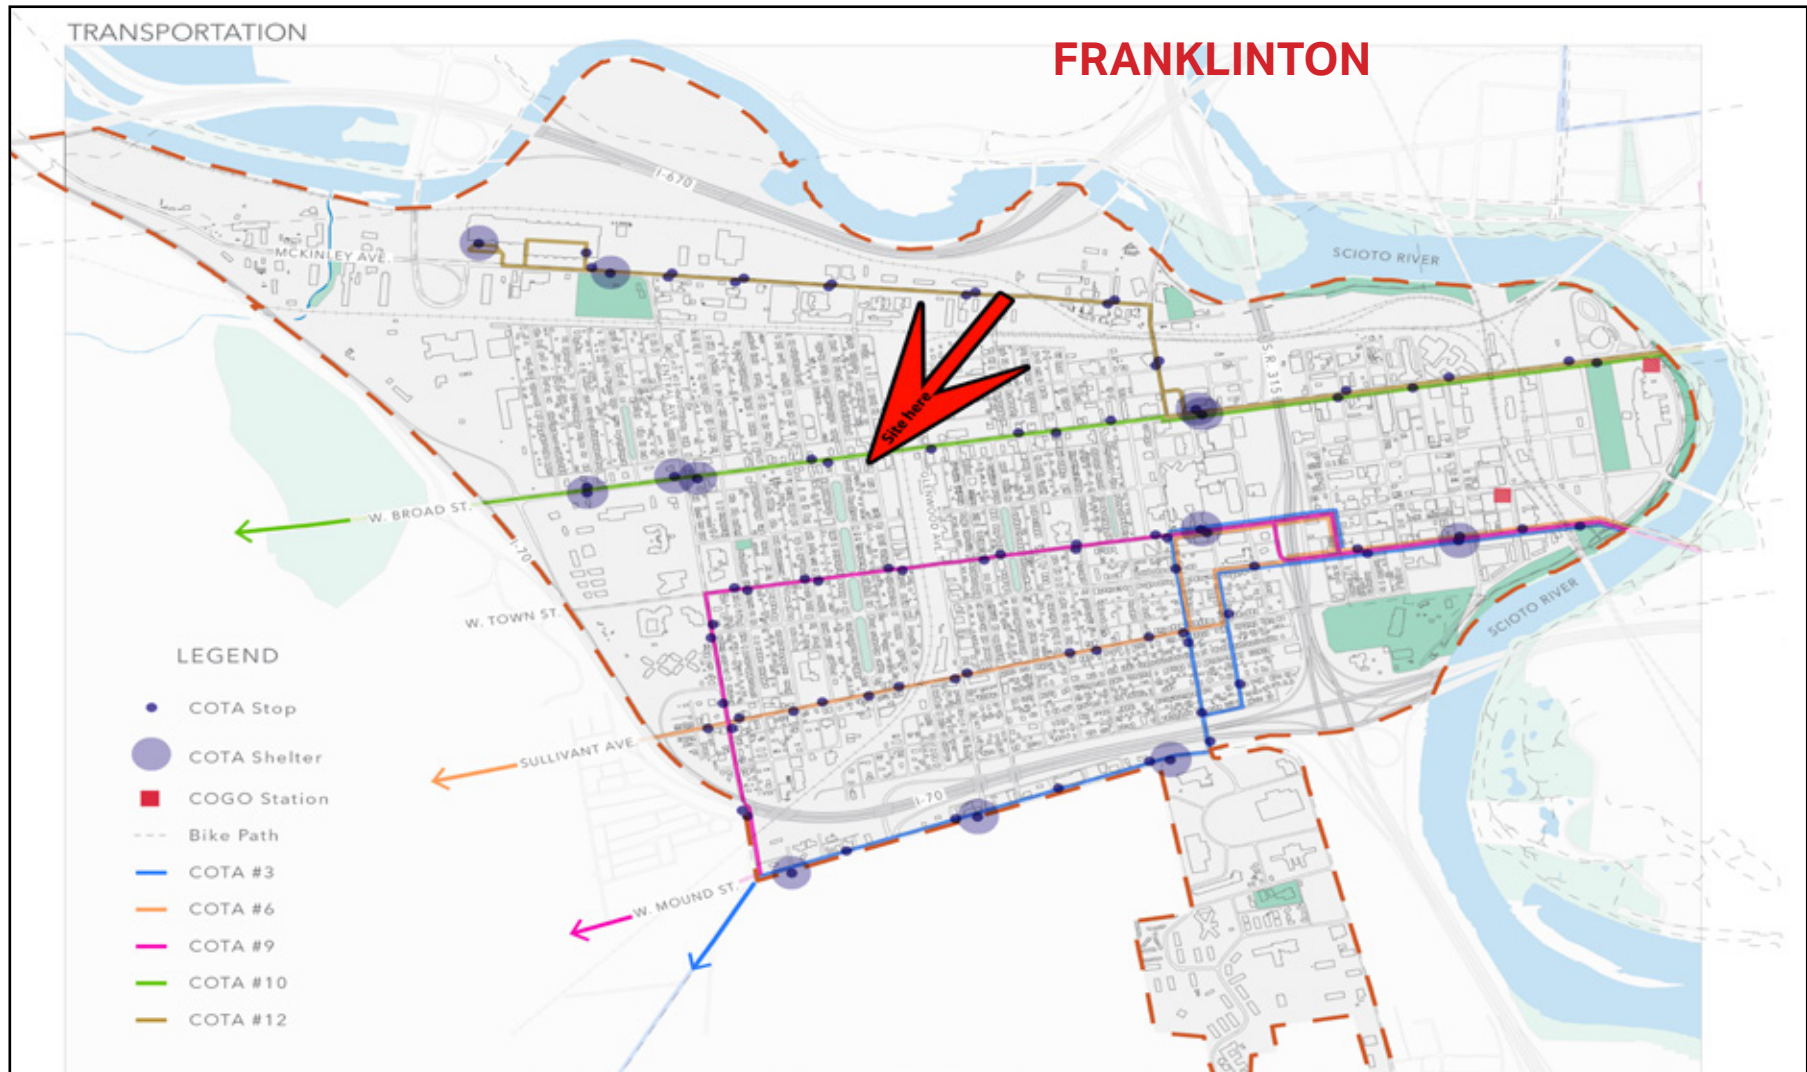 TRANSPORTATION
FRANKLINTON
I-670
SCIOTO RIVER
MCKINLEY AVE.
S R 315
Site here
GLENWOOD AVE
W. BROAD ST.
I-70
W. TOWN ST.
SCIOTO RIVER
SULLIVANT AVE.
I-70
W. MOUND ST.
LEGEND
COTA Stop
COTA Shelter
COGO Station
Bike Path
COTA #3
COTA #6
COTA #9
COTA #10
COTA #12